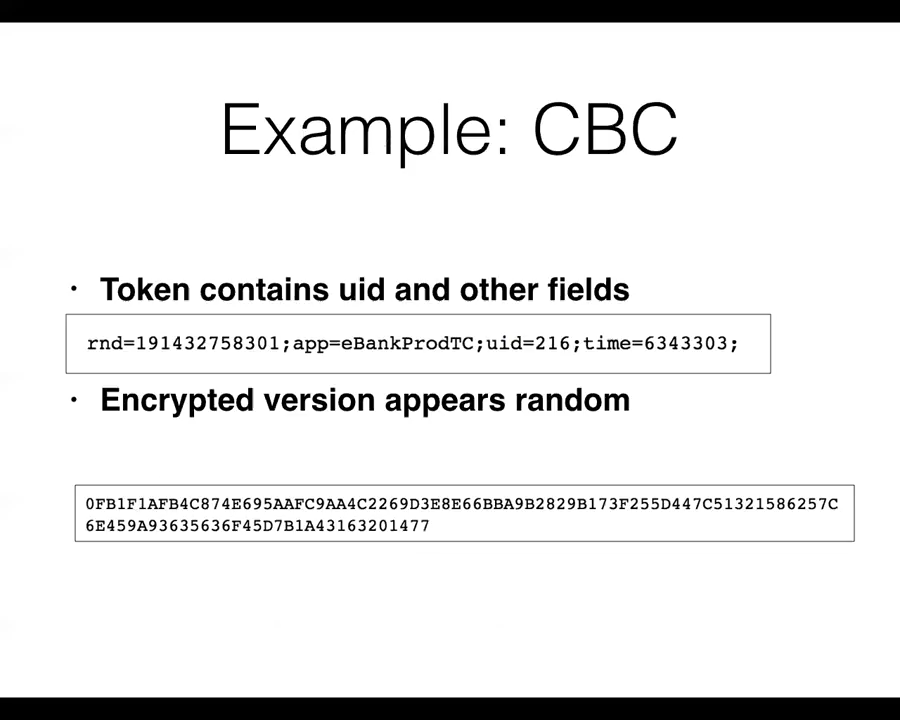 Example: CBC
• Token contains uid and other fields
rnd=191432758301;app=eBankProdTC;uid=216;time=6343303;
• Encrypted version appears random
0FB1F1AFB4C874E695AAFC9AA4C2269D3E8E66BBA9B2829B173F255D447C51321586257C
6E459A93635636F45D7B1A43163201477